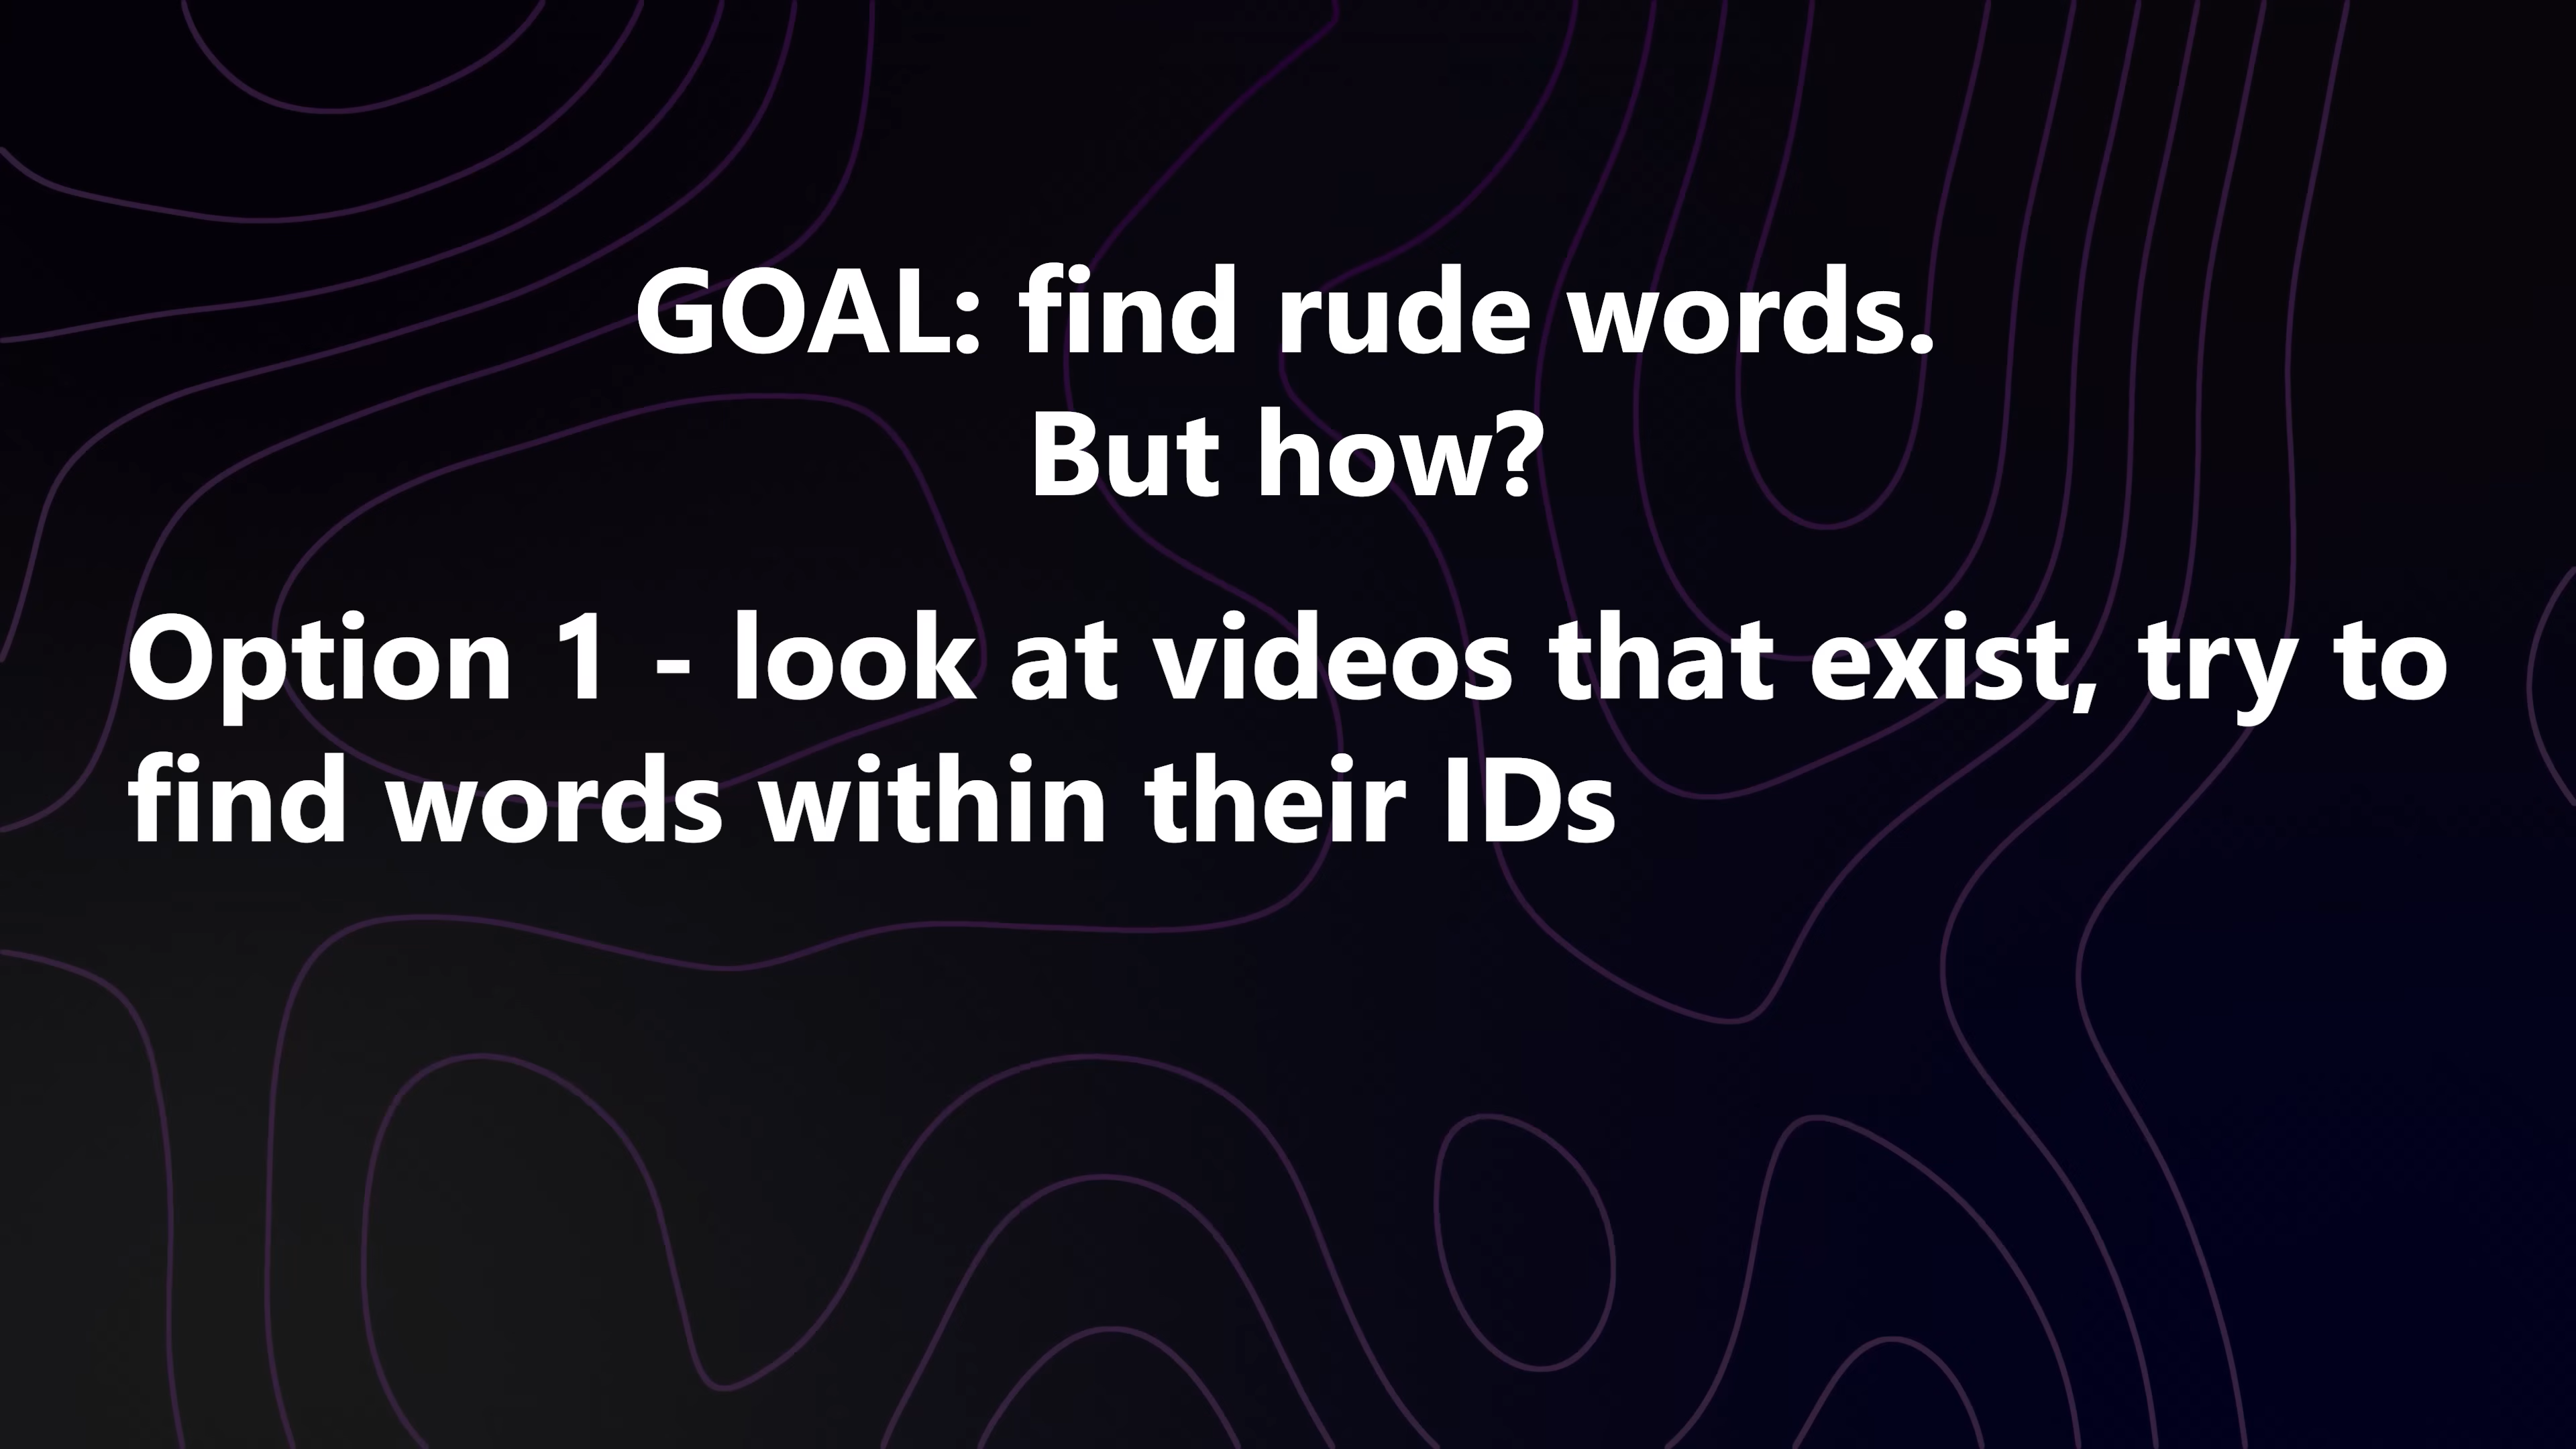 GOAL: find rude words.
But how?
Option 1 - look at videos that exist, try to
find words within their IDs